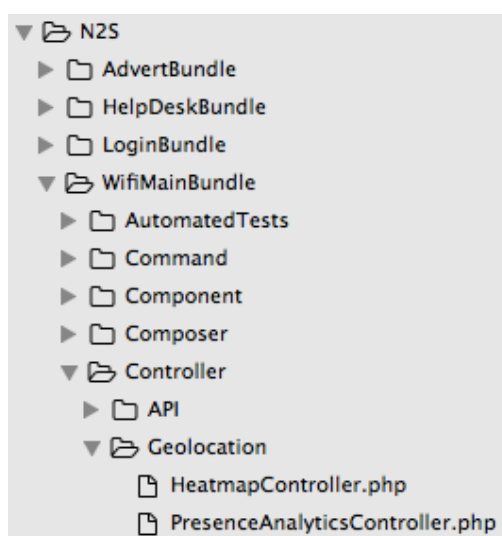 N2S
AdvertBundle
HelpDeskBundle
LoginBundle
WifiMainBundle
AutomatedTests
Command
Component
Composer
Controller
API
Geolocation
HeatmapController.php
PresenceAnalyticsController.php